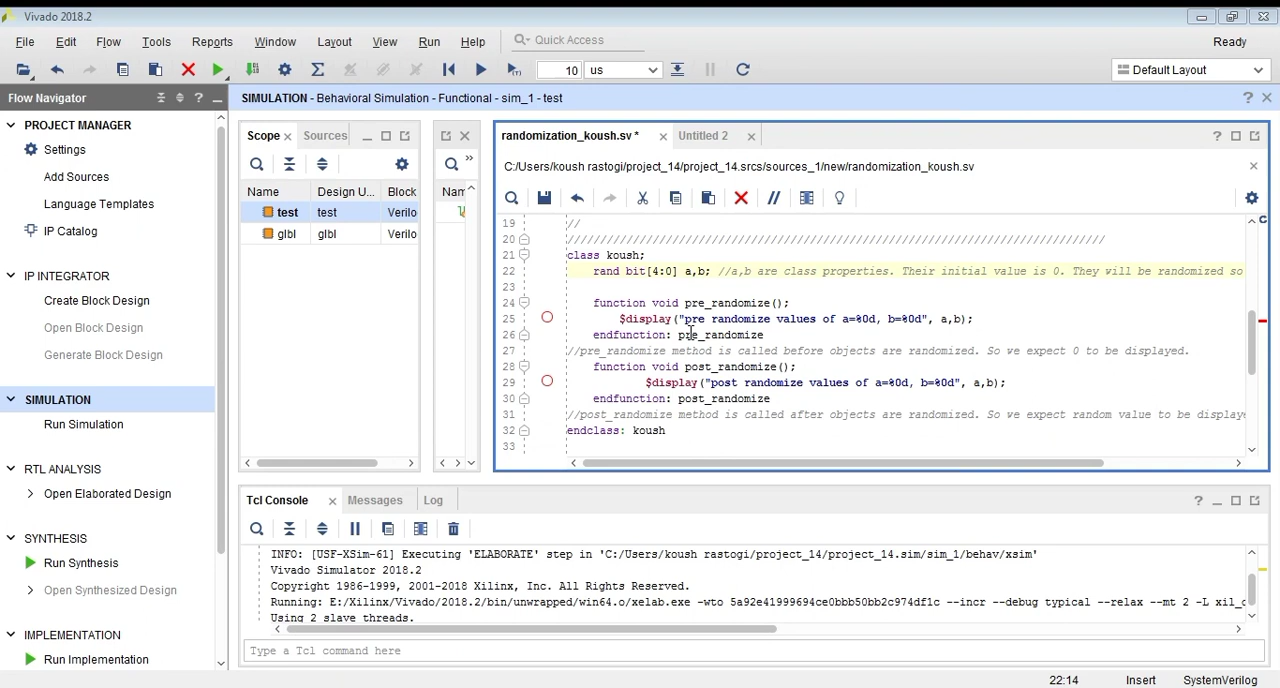 Vivado 2018.2
File Edit Flow Tools Reports Window Layout View Run Help Quick Access Ready
10 us Default Layout
Flow Navigator
SIMULATION - Behavioral Simulation - Functional - sim_1 - test
PROJECT MANAGER
Settings
Add Sources
Language Templates
IP Catalog
IP INTEGRATOR
Create Block Design
Open Block Design
Generate Block Design
SIMULATION
Run Simulation
RTL ANALYSIS
Open Elaborated Design
SYNTHESIS
Run Synthesis
Open Synthesized Design
IMPLEMENTATION
Run Implementation
Scope Sources
Name Design U... Block
test test Verilo
glbl glbl Verilo
Nam
randomization_koush.sv * Untitled 2
C:/Users/koush rastogi/project_14/project_14.srcs/sources_1/new/randomization_koush.sv
19 //
20 //////////////////////////////////////////////////////////////////////////////////
21 class koush;
22 rand bit[4:0] a,b; //a,b are class properties. Their initial value is 0. They will be randomized so
23
24 function void pre_randomize();
25 $display("pre randomize values of a=%0d, b=%0d", a,b);
26 endfunction: pre_randomize
27 //pre_randomize method is called before objects are randomized. So we expect 0 to be displayed.
28 function void post_randomize();
29 $display("post randomize values of a=%0d, b=%0d", a,b);
30 endfunction: post_randomize
31 //post_randomize method is called after objects are randomized. So we expect random value to be displaye
32 endclass: koush
33
Tcl Console Messages Log
INFO: [USF-XSim-61] Executing 'ELABORATE' step in 'C:/Users/koush rastogi/project_14/project_14.sim/sim_1/behav/xsim'
Vivado Simulator 2018.2
Copyright 1986-1999, 2001-2018 Xilinx, Inc. All Rights Reserved.
Running: E:/Xilinx/Vivado/2018.2/bin/unwrapped/win64.o/xelab.exe -wto 5a92e41999694ce0bbb50bb2c974df1c --incr --debug typical --relax --mt 2 -L xil_c
Using 2 slave threads.
Type a Tcl command here
22:14 Insert SystemVerilog